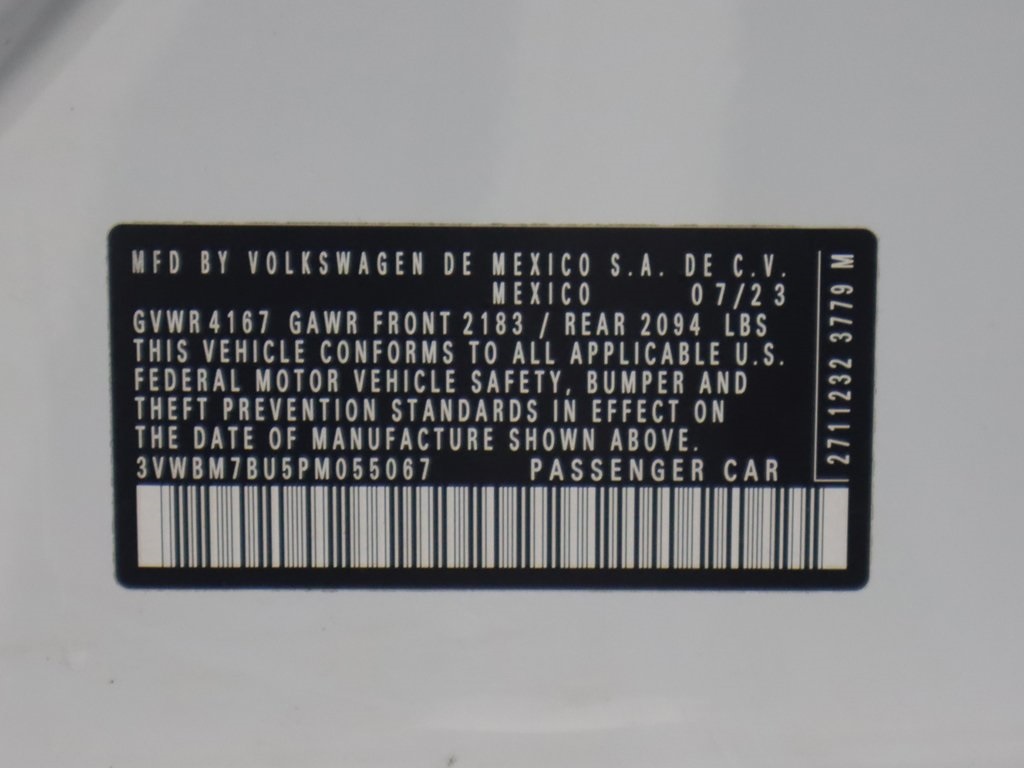 MFD BY VOLKSWAGEN DE MEXICO S.A. DE C.V.
MEXICO 07/23
GVWR 4167 GAWR FRONT 2183 / REAR 2094 LBS
THIS VEHICLE CONFORMS TO ALL APPLICABLE U.S.
FEDERAL MOTOR VEHICLE SAFETY, BUMPER AND
THEFT PREVENTION STANDARDS IN EFFECT ON
THE DATE OF MANUFACTURE SHOWN ABOVE.
3VWBM7BU5PM055067 PASSENGER CAR
2711232 37779 M